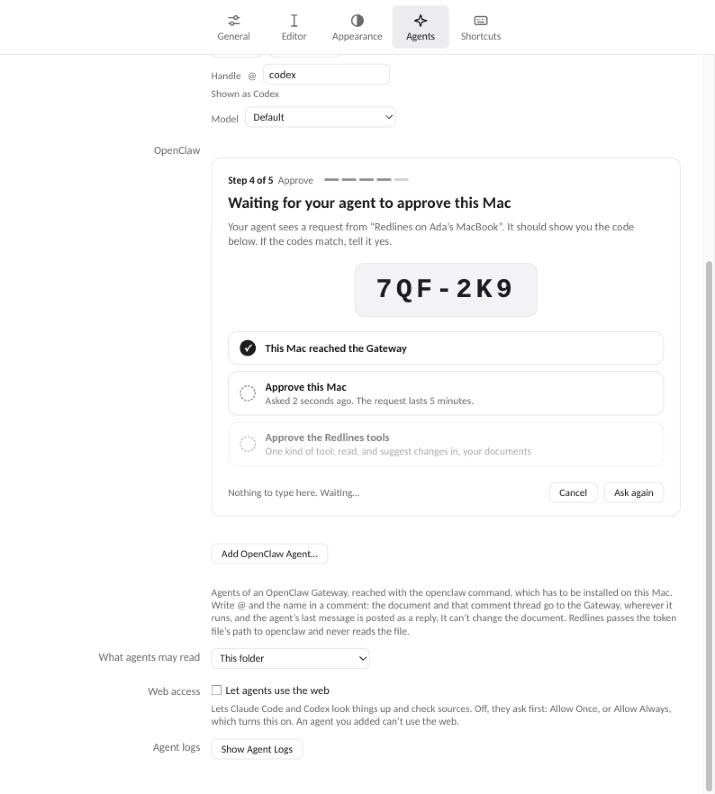 General
Editor
Appearance
Agents
Shortcuts
Handle @ codex
Shown as Codex
Model Default
OpenClaw
Step 4 of 5 Approve
Waiting for your agent to approve this Mac
Your agent sees a request from “Redlines on Ada’s MacBook”. It should show you the code
below. If the codes match, tell it yes.
7QF-2K9
This Mac reached the Gateway
Approve this Mac
Asked 2 seconds ago. The request lasts 5 minutes.
Approve the Redlines tools
One kind of tool: read, and suggest changes in, your documents
Nothing to type here. Waiting...
Cancel
Ask again
Add OpenClaw Agent...
Agents of an OpenClaw Gateway, reached with the openclaw command, which has to be installed on this Mac.
Write @ and the name in a comment: the document and that comment thread go to the Gateway, wherever it
runs, and the agent’s last message is posted as a reply. It can’t change the document. Redlines passes the token
file’s path to openclaw and never reads the file.
What agents may read This folder
Web access Let agents use the web
Lets Claude Code and Codex look things up and check sources. Off, they ask first: Allow Once, or Allow Always,
which turns this on. An agent you added can’t use the web.
Agent logs Show Agent Logs